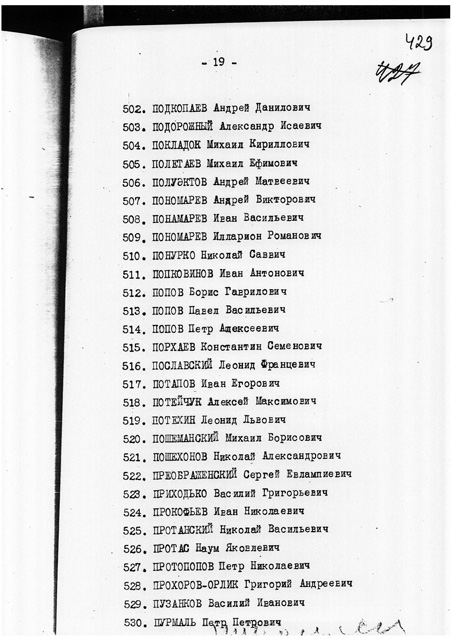 429
427
- 19 -
502. ПОДКОПАЕВ Андрей Данилович
503. ПОДОРОЖНЫЙ Александр Исаевич
504. ПОКЛАДОК Михаил Кириллович
505. ПОЛЕТАЕВ Михаил Ефимович
506. ПОЛУЭКТОВ Андрей Матвеевич
507. ПОНОМАРЕВ Андрей Викторович
508. ПОНАМАРЕВ Иван Васильевич
509. ПОНОМАРЕВ Илларион Романович
510. ПОНУРКО Николай Саввич
511. ПОПКОВИНОВ Иван Антонович
512. ПОПОВ Борис Гаврилович
513. ПОПОВ Павел Васильевич
514. ПОПОВ Петр Алексеевич
515. ПОРХАЕВ Константин Семенович
516. ПОСЛАВСКИЙ Леонид Францевич
517. ПОТАПОВ Иван Егорович
518. ПОТЕЙЧУК Алексей Максимович
519. ПОТЕХИН Леонид Львович
520. ПОШЕМАНСКИЙ Михаил Борисович
521. ПОШЕХОНОВ Николай Александрович
522. ПРЕОБРАЖЕНСКИЙ Сергей Евлампиевич
523. ПРИХОДЬКО Василий Григорьевич
524. ПРОКОФЬЕВ Иван Николаевич
525. ПРОТАНСКИЙ Николай Васильевич
526. ПРОТАС Наум Яковлевич
527. ПРОТОПОПОВ Петр Николаевич
528. ПРОХОРОВ-ОРЛИК Григорий Андреевич
529. ПУЗАНКОВ Василий Иванович
530. ПУРМАЛЬ Петр Петрович